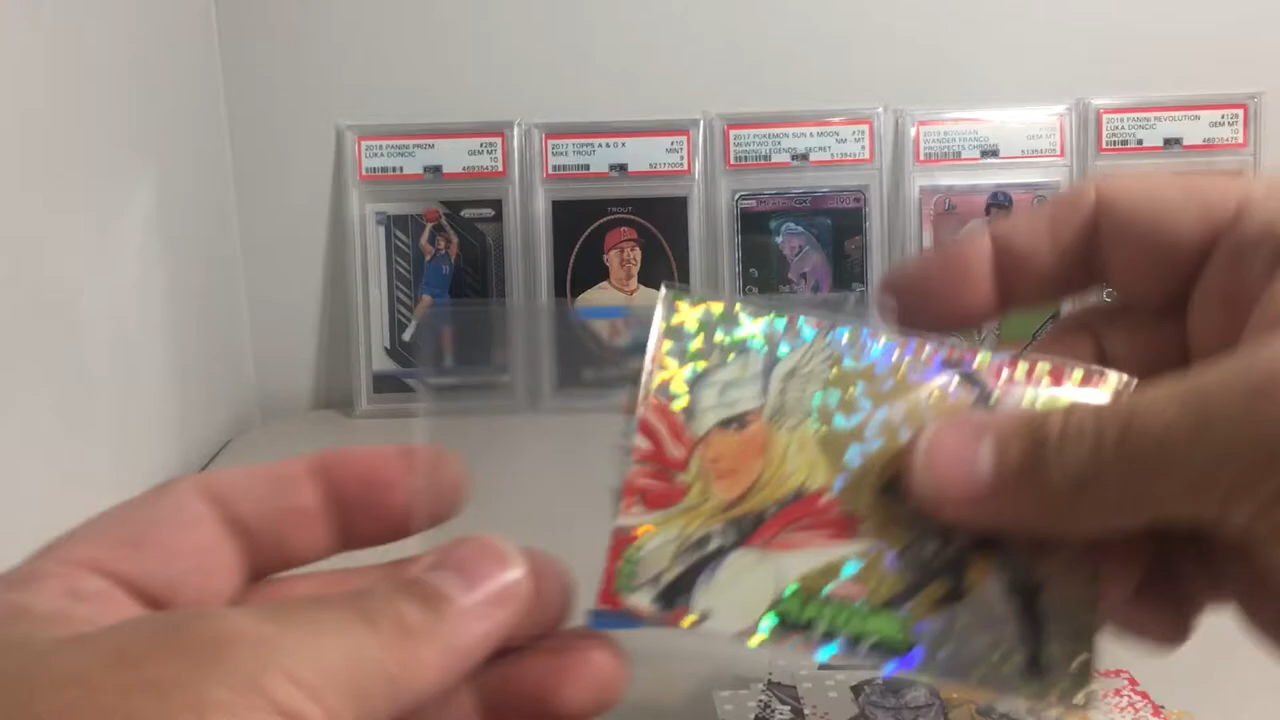 2018 PANINI PRIZM #280
LUKA DONCIC GEM MT
10
46935430
2017 TOPPS A & G X #10
MIKE TROUT MINT
9
52177005
TROUT
2017 POKEMON SUN & MOON #78
MEWTWO GX NM - MT
SHINING LEGENDS - SECRET 8
51394971
190
2019 BOWMAN
WANDER FRANCO GEM MT
PROSPECTS CHROME 10
51354705
2018 PANINI REVOLUTION #128
LUKA DONCIC GEM MT
GROOVE 10
46935475